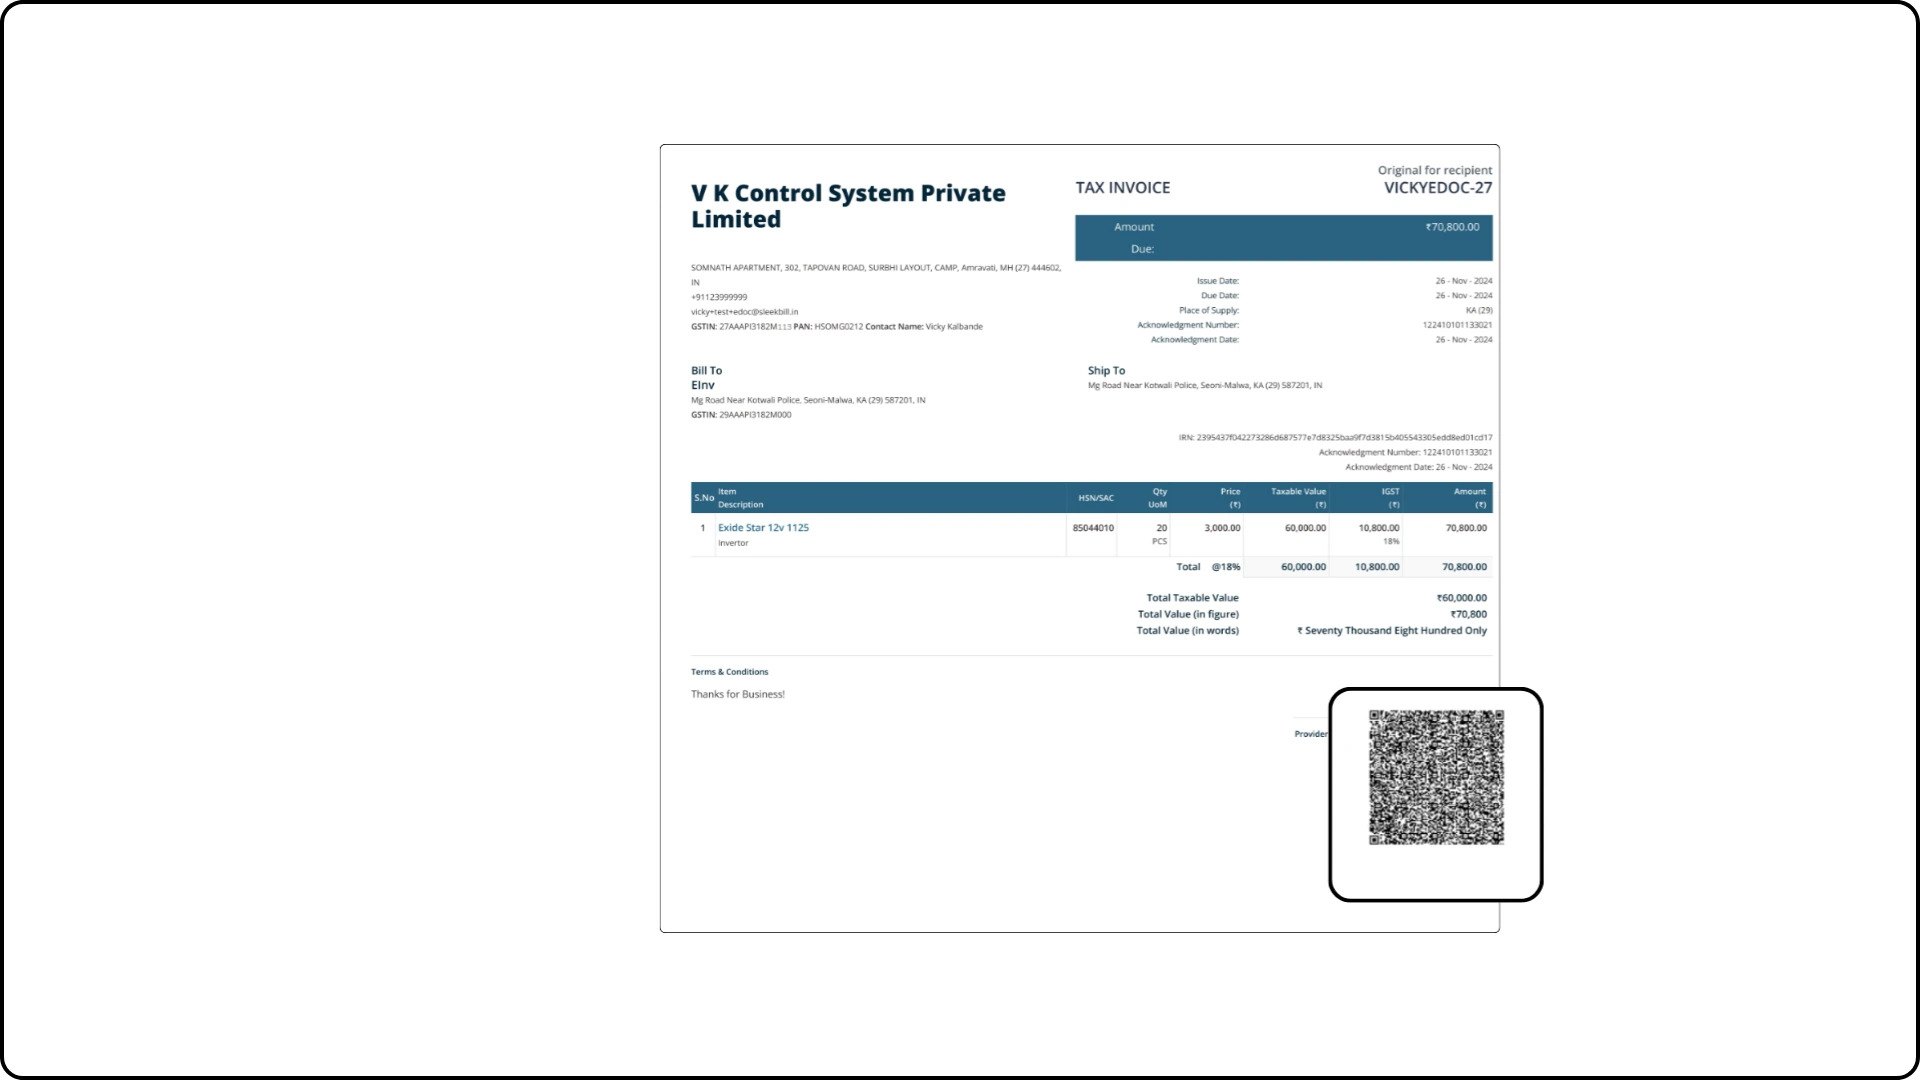 Original for recipient
V K Control System Private
Limited
TAX INVOICE VICKYEDOC-27
Amount
Due: ₹70,800.00
SOMNATH APARTMENT, 302, TAPOVAN ROAD, SURBHI LAYOUT, CAMP, Amravati, MH (27) 444602,
IN
+91123999999
vicky+test+edoc@sleekbill.in
GSTIN: 27AAAPI3182M113 PAN: HSOMG0212 Contact Name: Vicky Kalbande
Issue Date: 26 - Nov - 2024
Due Date: 26 - Nov - 2024
Place of Supply: KA (29)
Acknowledgment Number: 122410101133021
Acknowledgment Date: 26 - Nov - 2024
Bill To
EInv
Mg Road Near Kotwali Police, Seoni-Malwa, KA (29) 587201, IN
GSTIN: 29AAAPI3182M000
Ship To
Mg Road Near Kotwali Police, Seoni-Malwa, KA (29) 587201, IN
IRN: 2395437f042273286d687577e7d8325baa9f7d3815b405543305edd8ed01cd17
Acknowledgment Number: 122410101133021
Acknowledgment Date: 26 - Nov - 2024
S.No Item Description HSN/SAC Qty UoM Price (₹) Taxable Value (₹) IGST (₹) Amount (₹)
1 Exide Star 12v 1125 85044010 20 3,000.00 60,000.00 10,800.00 70,800.00
Invertor PCS 18%
Total @18% 60,000.00 10,800.00 70,800.00
Total Taxable Value ₹60,000.00
Total Value (in figure) ₹70,800
Total Value (in words) ₹ Seventy Thousand Eight Hundred Only
Terms & Conditions
Thanks for Business!
Provider